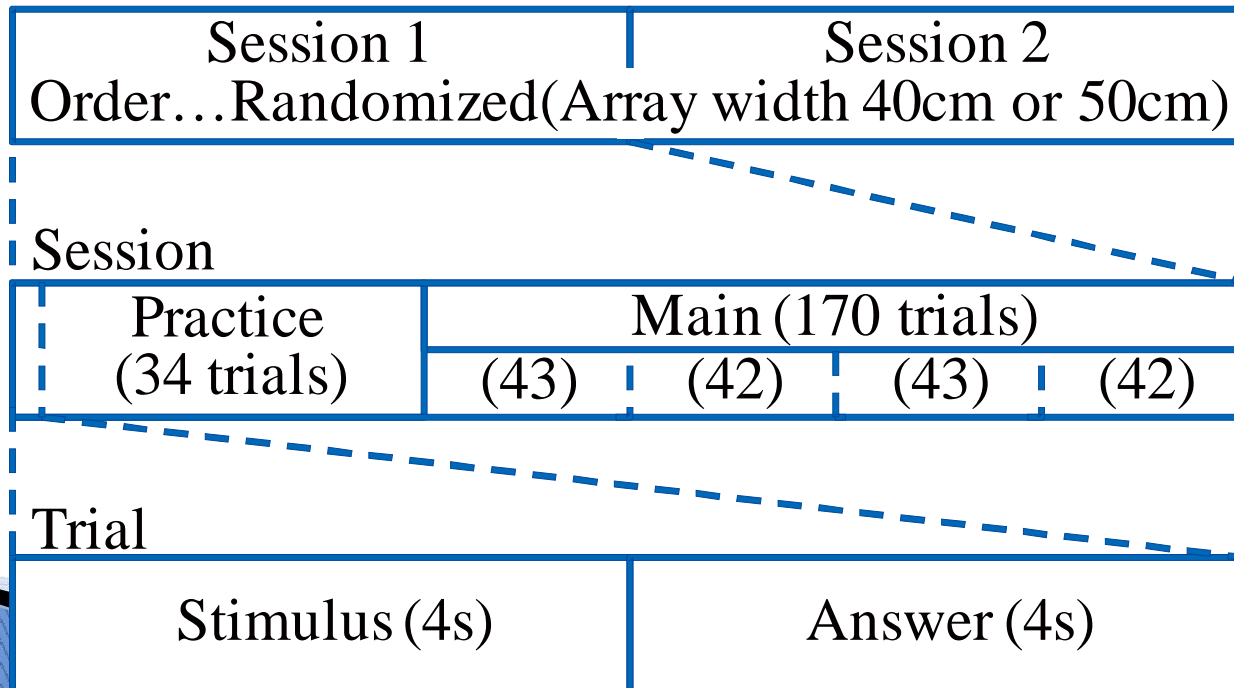 Session 1
Session 2
Order…Randomized(Array width 40cm or 50cm)
Session
Practice
(34 trials)
Main (170 trials)
(43)
(42)
(43)
(42)
Trial
Stimulus (4s)
Answer (4s)